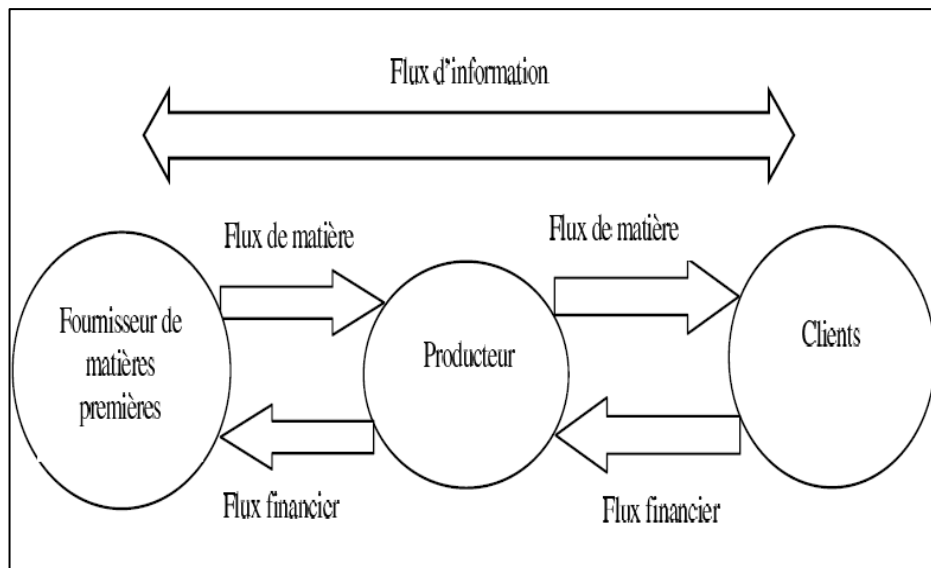 Flux d'information
Flux de matière
Flux de matière
Fournisseur de
matières
premières
Producteur
Clients
Flux financier
Flux financier